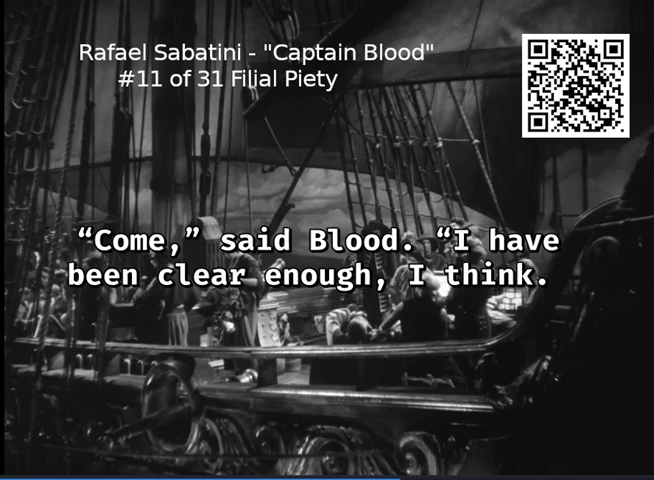 Rafael Sabatini - "Captain Blood"
#11 of 31 Filial Piety
“Come,” said Blood. “I have
been clear enough, I think.